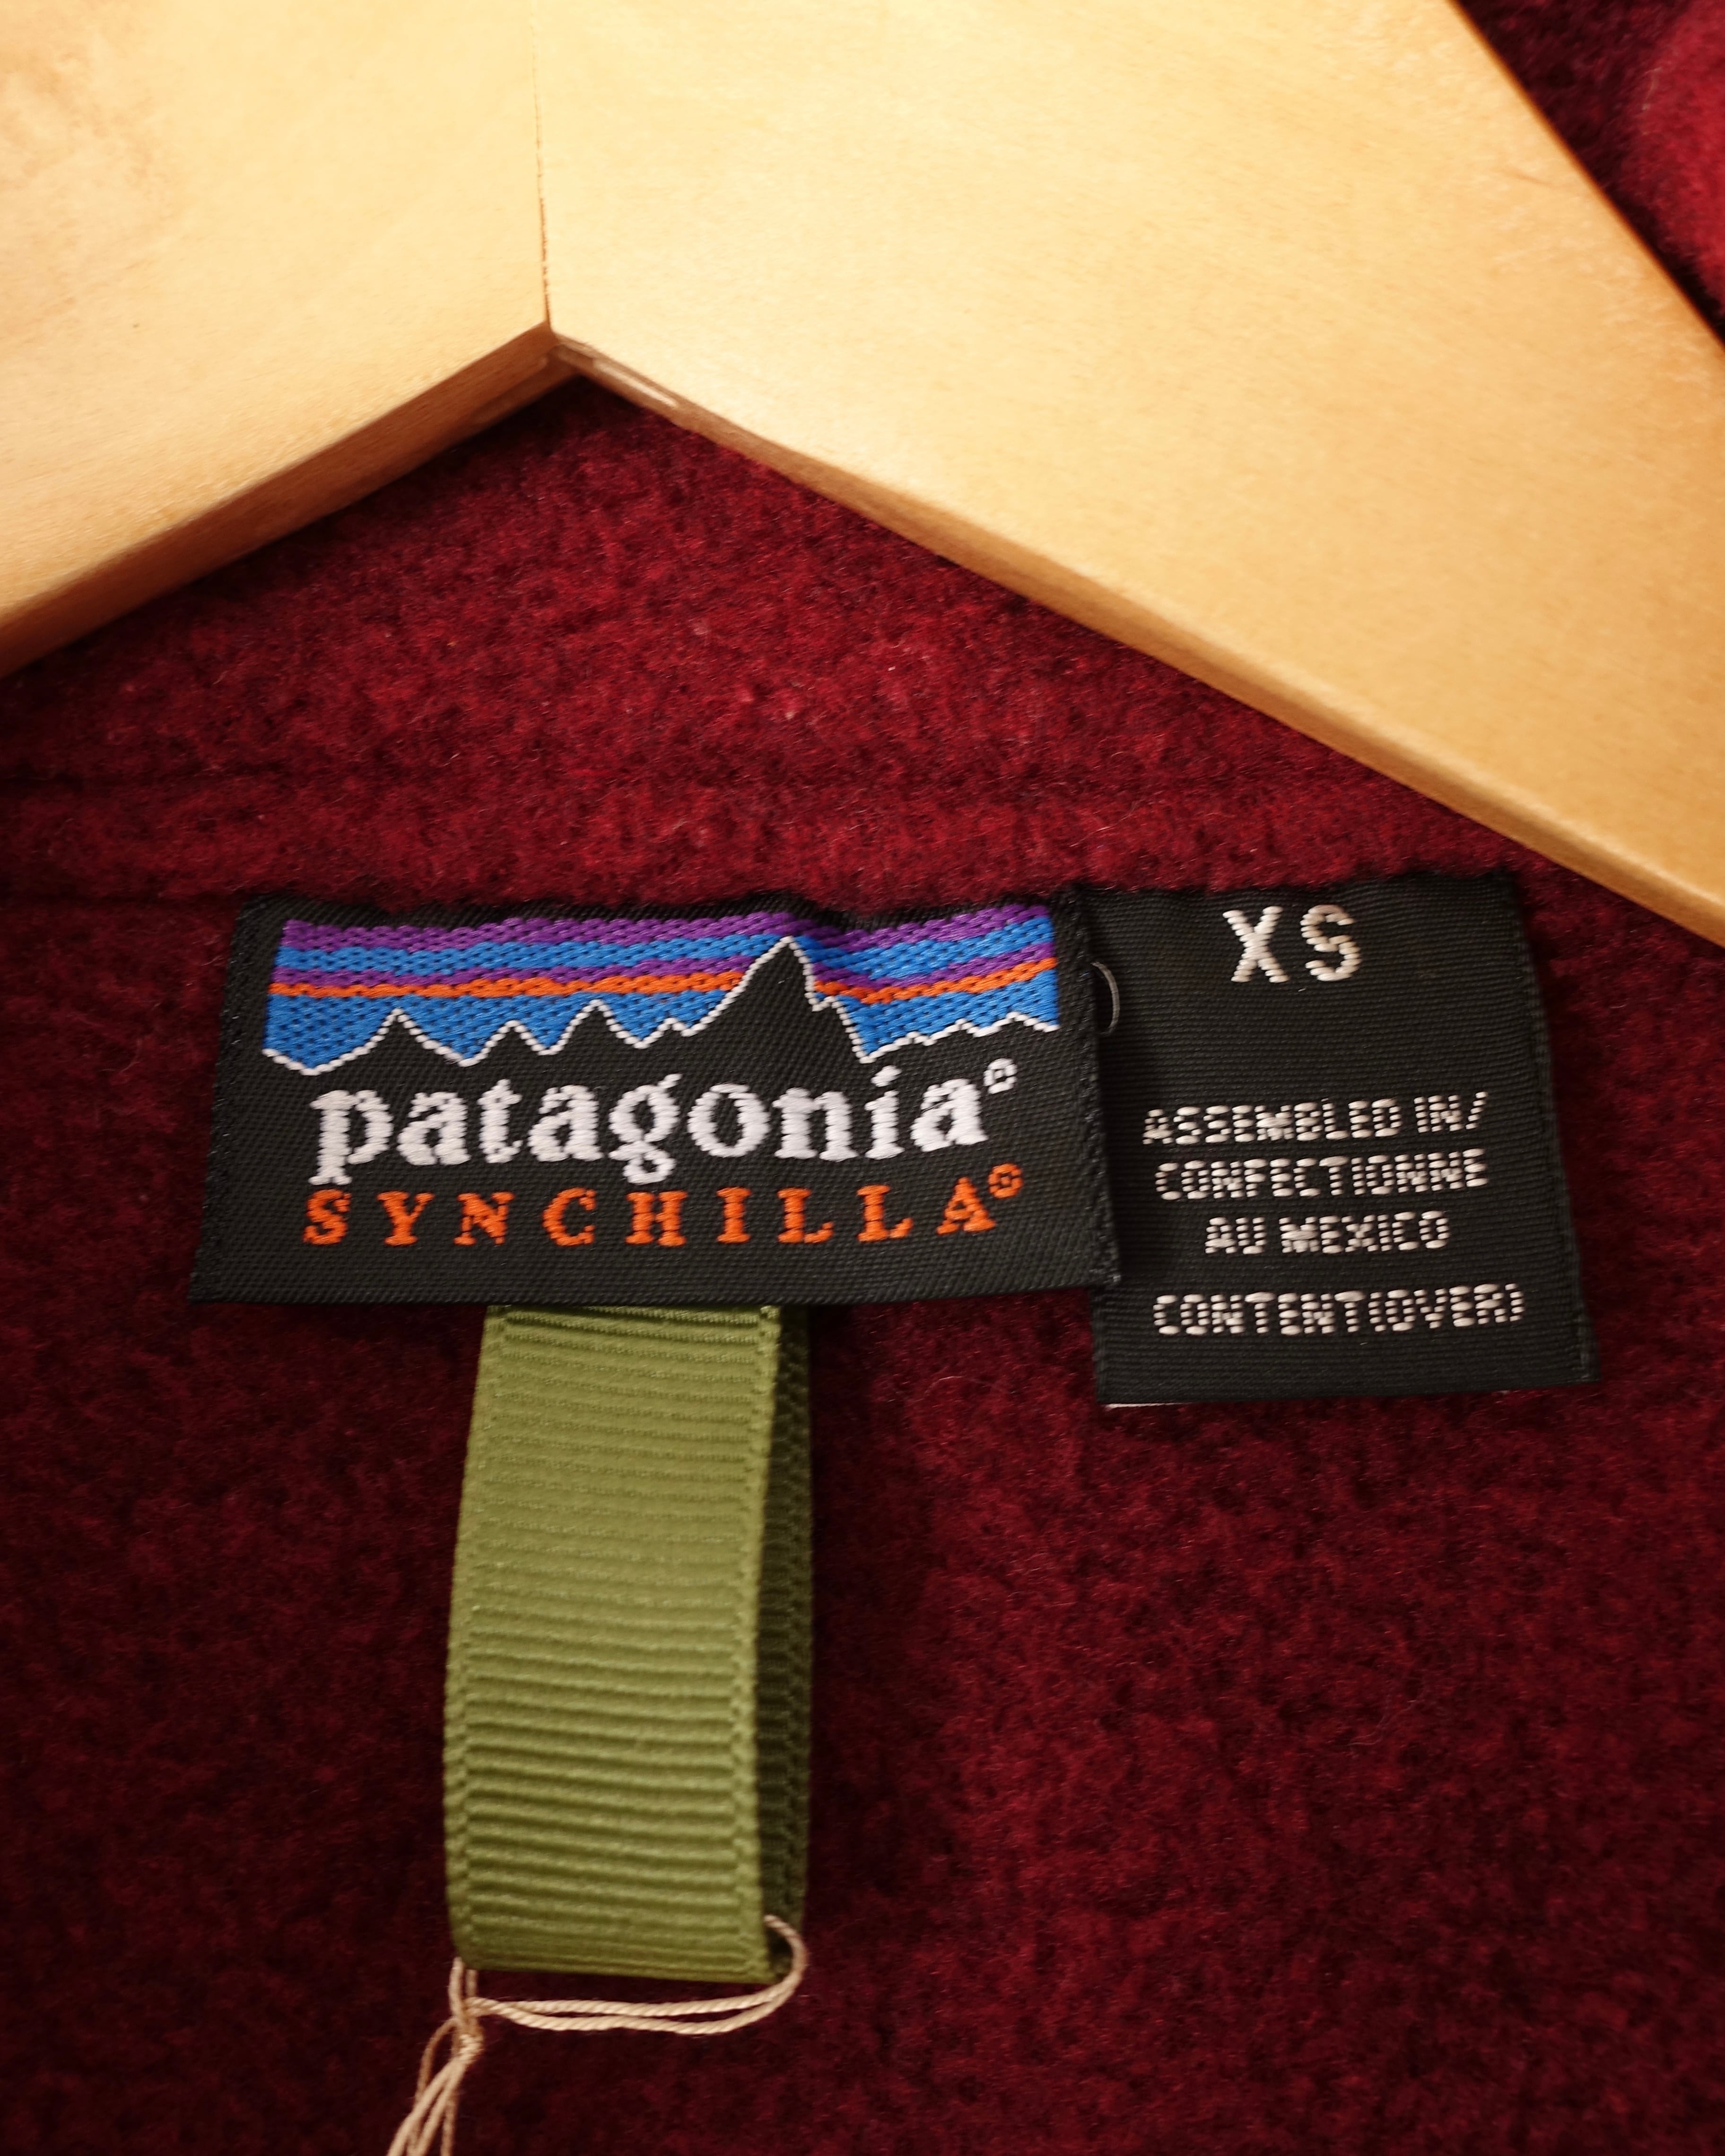 patagonia®
SYNCHILLA®
XS
ASSEMBLED IN/
CONFECTIONNE
AU MEXICO
CONTENT(OVER)